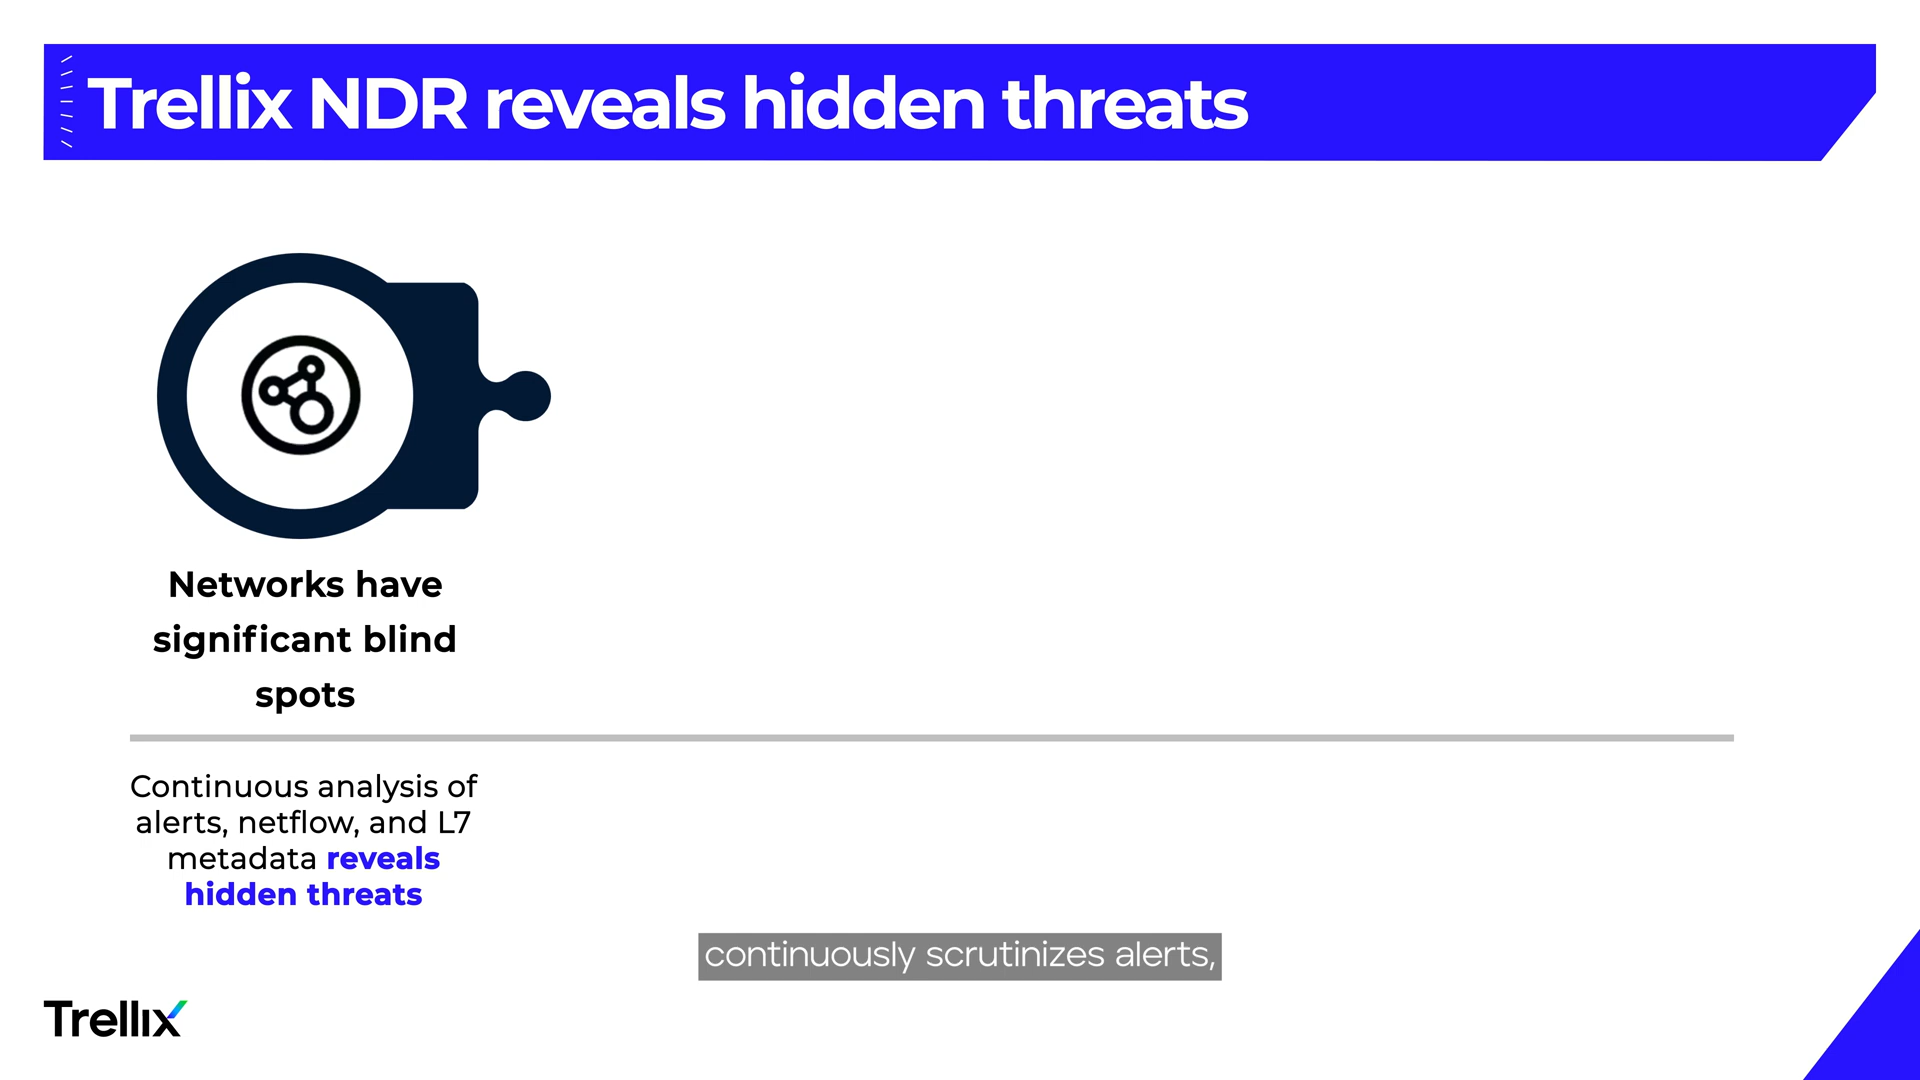 Trellix NDR reveals hidden threats
Networks have
significant blind
spots
Continuous analysis of
alerts, netflow, and L7
metadata reveals
hidden threats
continuously scrutinizes alerts,
Trellix